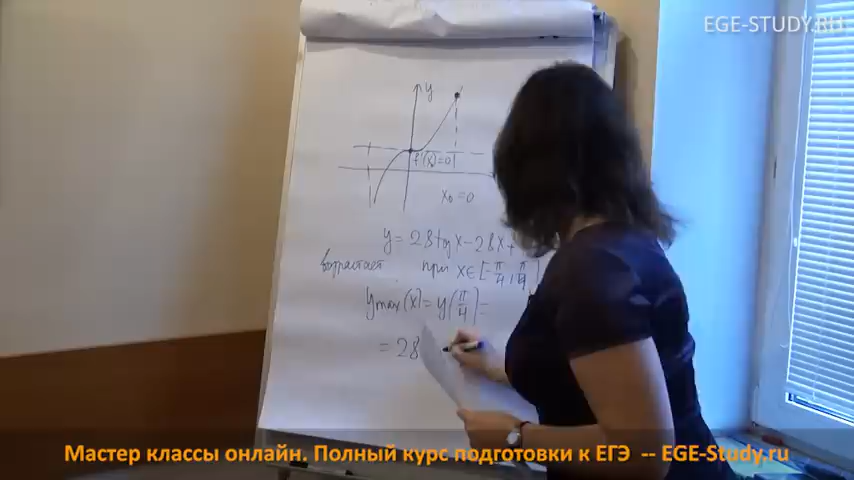 EGE-STUDY.RU
y
f'(x₀)=0
x₀=0
y= 28tgx-28x+
возрастает при x∈[-π/4; π/4]
ymax(x)=y(π/4)=
= 28
Мастер классы онлайн. Полный курс подготовки к ЕГЭ -- EGE-Study.ru